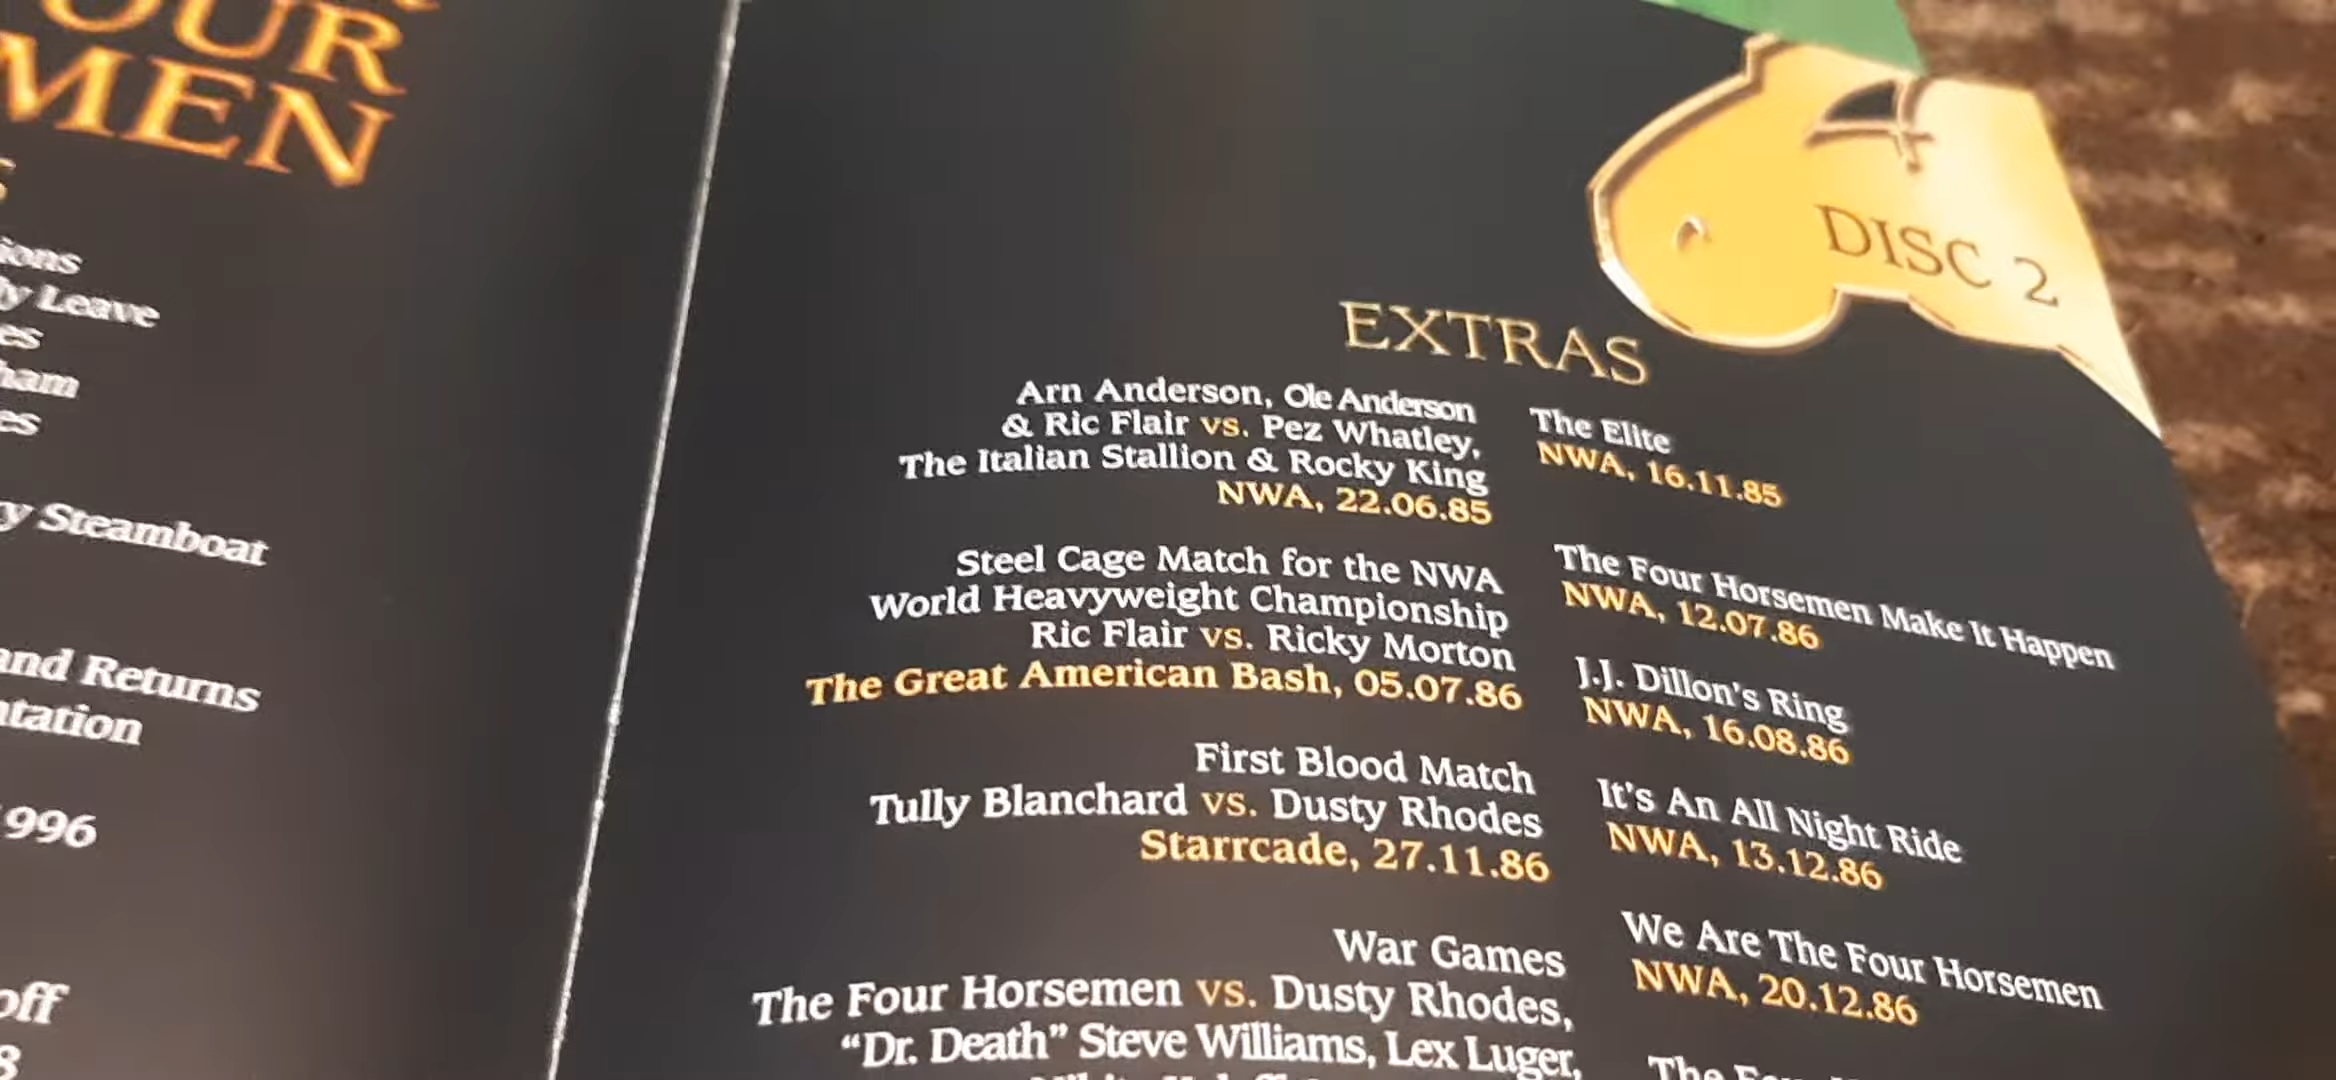 OUR
MEN
ions
ly Leave
es
ham
es
y Steamboat
and Returns
ntation
1996
off
8
DISC 2
EXTRAS
Arn Anderson, Ole Anderson
& Ric Flair vs. Pez Whatley,
The Italian Stallion & Rocky King
NWA, 22.06.85
Steel Cage Match for the NWA
World Heavyweight Championship
Ric Flair vs. Ricky Morton
The Great American Bash, 05.07.86
First Blood Match
Tully Blanchard vs. Dusty Rhodes
Starrcade, 27.11.86
War Games
The Four Horsemen vs. Dusty Rhodes,
“Dr. Death” Steve Williams, Lex Luger,
The Elite
NWA, 16.11.85
The Four Horsemen Make It Happen
NWA, 12.07.86
J.J. Dillon's Ring
NWA, 16.08.86
It's An All Night Ride
NWA, 13.12.86
We Are The Four Horsemen
NWA, 20.12.86
The